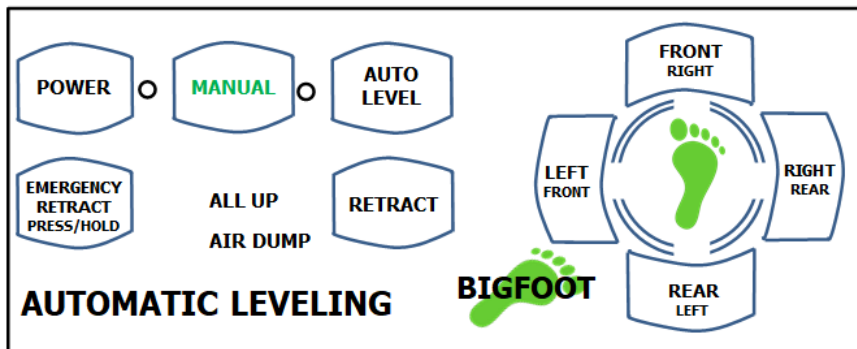 POWER
MANUAL
AUTO
LEVEL
EMERGENCY
RETRACT
PRESS/HOLD
ALL UP
AIR DUMP
RETRACT
AUTOMATIC LEVELING
BIGFOOT
FRONT
RIGHT
LEFT
FRONT
RIGHT
REAR
REAR
LEFT